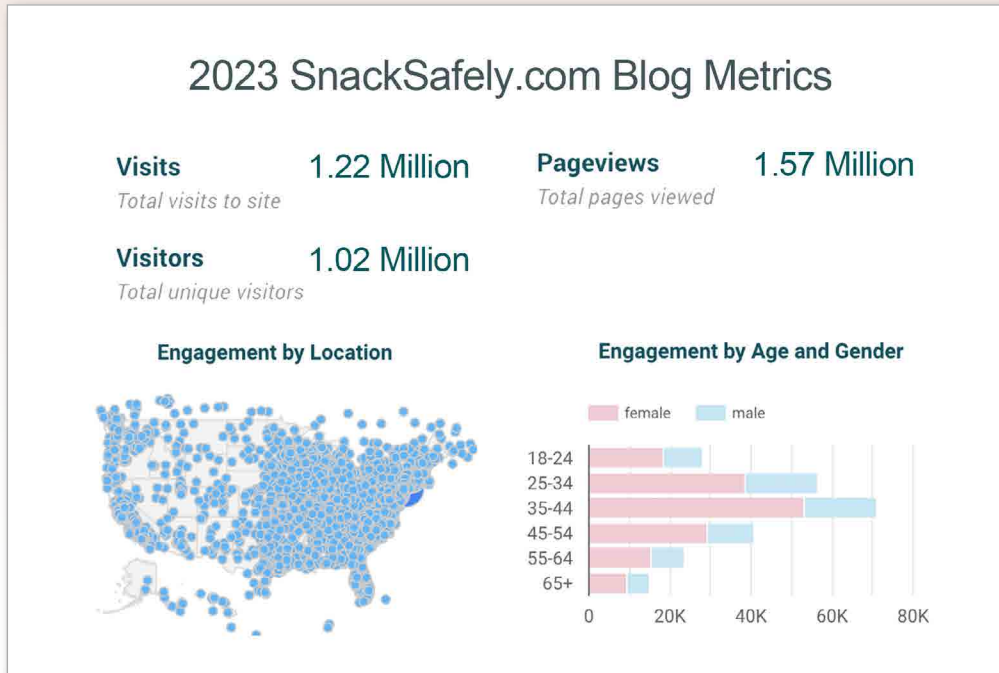 2023 SnackSafely.com Blog Metrics
Visits 1.22 Million
Total visits to site
Pageviews 1.57 Million
Total pages viewed
Visitors 1.02 Million
Total unique visitors
Engagement by Location
Engagement by Age and Gender
female male
18-24
25-34
35-44
45-54
55-64
65+
0 20K 40K 60K 80K